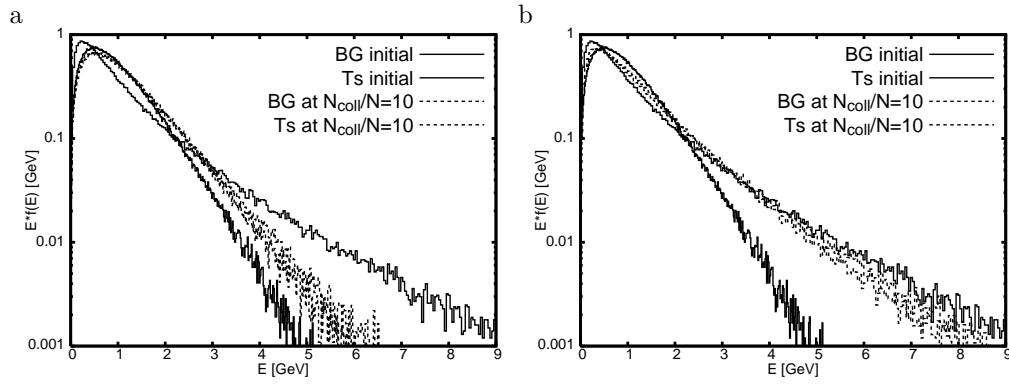 a
1
0.1
0.01
0.001
E*f(E) [GeV]
BG initial
Ts initial
BG at N_coll/N=10
Ts at N_coll/N=10
0 1 2 3 4 5 6 7 8 9
E [GeV]
b
1
0.1
0.01
0.001
E*f(E) [GeV]
BG initial
Ts initial
BG at N_coll/N=10
Ts at N_coll/N=10
0 1 2 3 4 5 6 7 8 9
E [GeV]